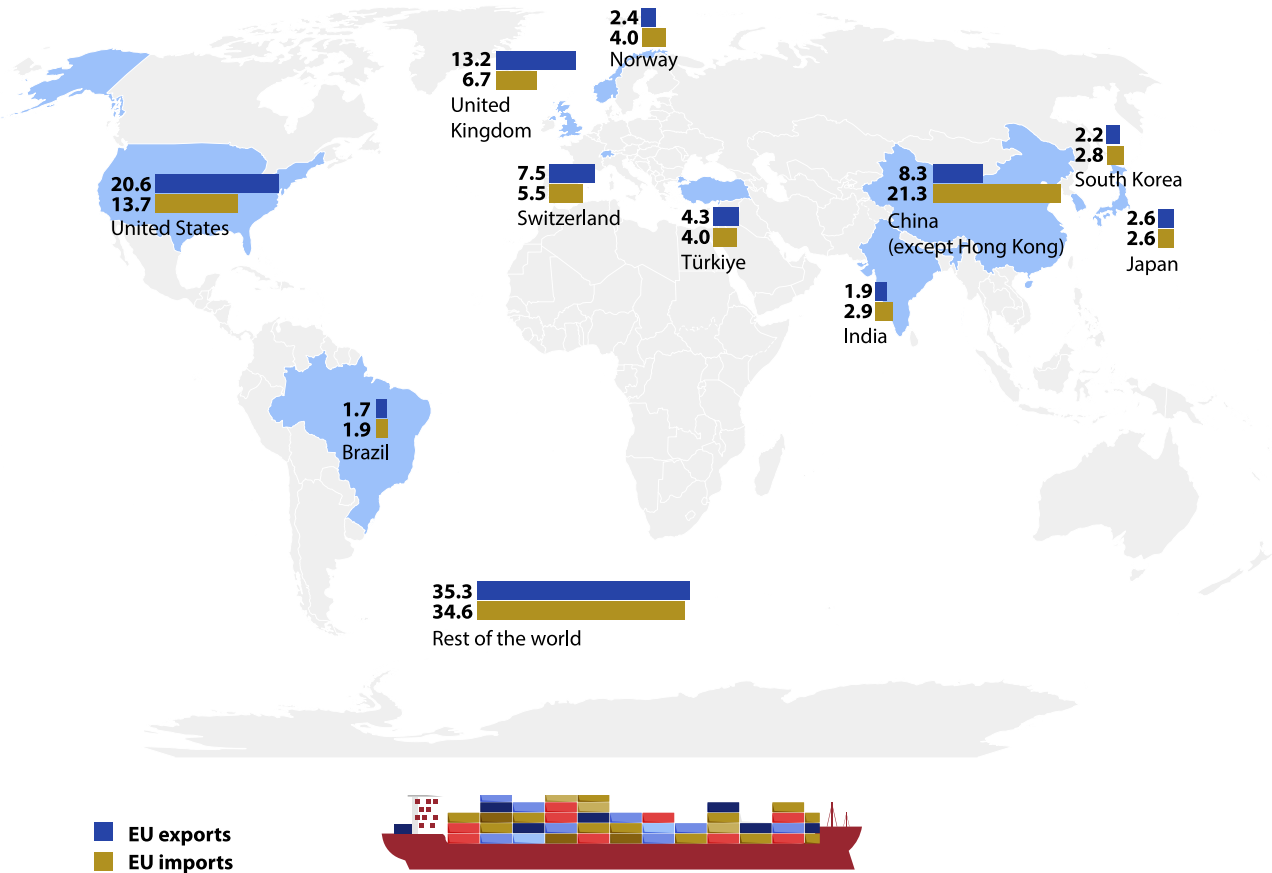 2.4
4.0
Norway
13.2
6.7
United
Kingdom
2.2
2.8
South Korea
20.6
13.7
United States
7.5
5.5
Switzerland
4.3
4.0
Türkiye
8.3
21.3
China
(except Hong Kong)
2.6
2.6
Japan
1.9
2.9
India
1.7
1.9
Brazil
35.3
34.6
Rest of the world
EU exports
EU imports